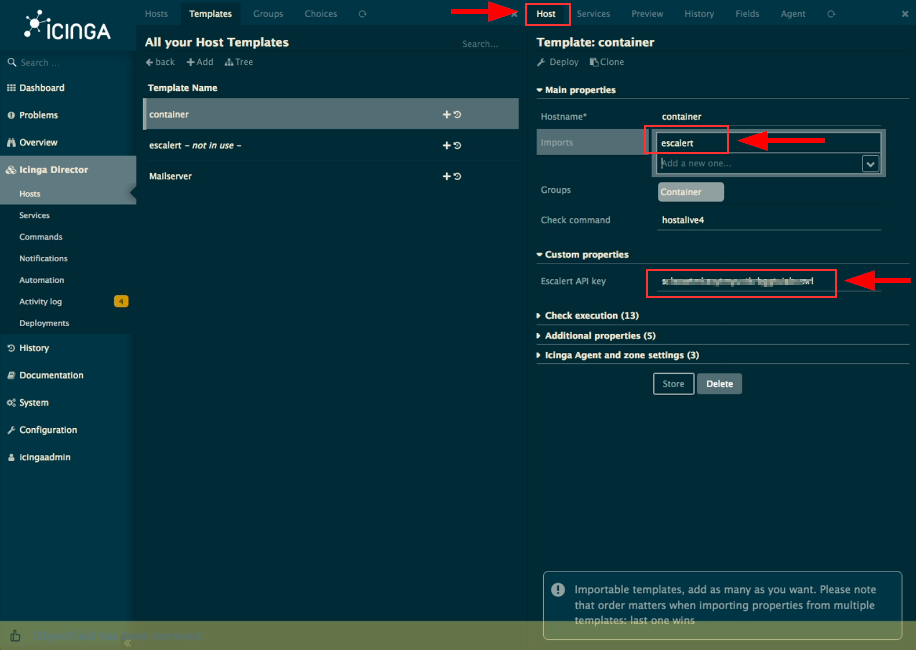 ICINGA
Search ...
Dashboard
Problems
Overview
Icinga Director
Hosts
Services
Commands
Notifications
Automation
Activity log 4
Deployments
History
Documentation
System
Configuration
icingaadmin
Hosts Templates Groups Choices
All your Host Templates
Search...
back Add Tree
Template Name
container
escalert – not in use –
Mailserver
Host Services Preview History Fields Agent
Template: container
Deploy Clone
Main properties
Hostname* container
Imports escalert
Add a new one...
Groups Container
Check command hostalive4
Custom properties
Escalert API key
Check execution (13)
Additional properties (5)
Icinga Agent and zone settings (3)
Store Delete
Importable templates, add as many as you want. Please note
that order matters when importing properties from multiple
templates: last one wins